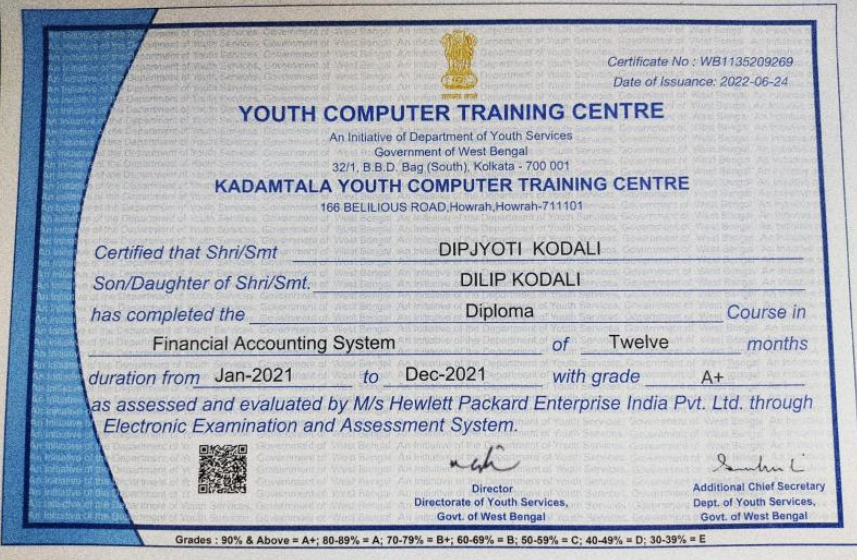 Certificate No : WB1135209269
Date of Issuance: 2022-06-24
YOUTH COMPUTER TRAINING CENTRE
An Initiative of Department of Youth Services
Government of West Bengal
32/1, B.B.D. Bag (South), Kolkata - 700 001
KADAMTALA YOUTH COMPUTER TRAINING CENTRE
166 BELILIOUS ROAD,Howrah,Howrah-711101
Certified that Shri/Smt DIPJYOTI KODALI
Son/Daughter of Shri/Smt. DILIP KODALI
has completed the Diploma Course in
Financial Accounting System of Twelve months
duration from Jan-2021 to Dec-2021 with grade A+
as assessed and evaluated by M/s Hewlett Packard Enterprise India Pvt. Ltd. through
Electronic Examination and Assessment System.
Director
Directorate of Youth Services,
Govt. of West Bengal
Additional Chief Secretary
Dept. of Youth Services,
Govt. of West Bengal
Grades : 90% & Above = A+; 80-89% = A; 70-79% = B+; 60-69% = B; 50-59% = C; 40-49% = D; 30-39% = E